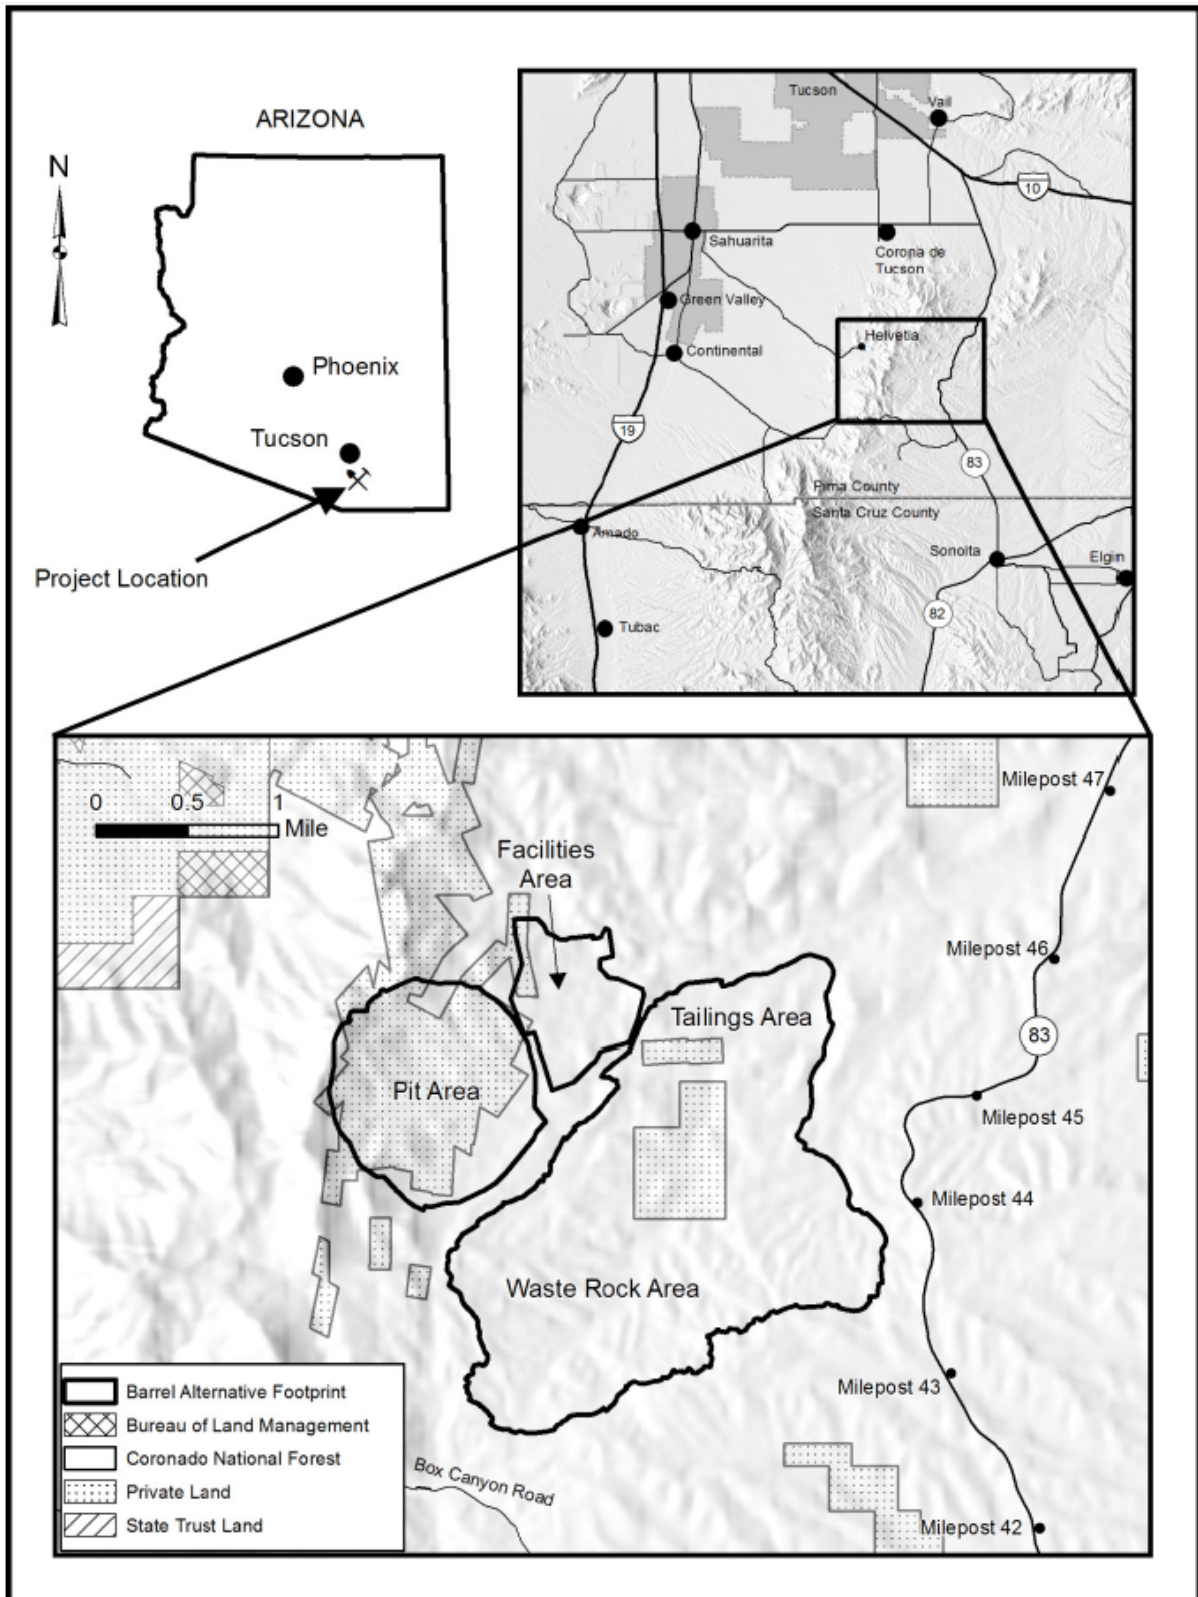 ARIZONA
N
Phoenix
Tucson
Project Location
Tucson
Vail
10
Sahuarita
Corona de
Tucson
Green Valley
Helvetia
Continental
19
83
Pima County
Santa Cruz County
Amado
Sonoita
Elgin
82
Tubac
0 0.5 1
Mile
Milepost 47
Facilities
Area
Milepost 46
Tailings Area
83
Pit Area
Milepost 45
Milepost 44
Waste Rock Area
Milepost 43
Barrel Alternative Footprint
Bureau of Land Management
Coronado National Forest
Private Land
State Trust Land
Box Canyon Road
Milepost 42